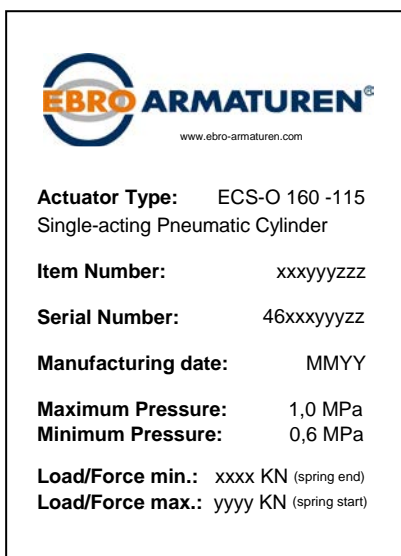 EBRO ARMATUREN®
www.ebro-armaturen.com
Actuator Type: ECS-O 160 -115
Single-acting Pneumatic Cylinder
Item Number: xxxyyyzzz
Serial Number: 46xxxyyyzz
Manufacturing date: MMYY
Maximum Pressure: 1,0 MPa
Minimum Pressure: 0,6 MPa
Load/Force min.: xxxx KN (spring end)
Load/Force max.: yyyy KN (spring start)